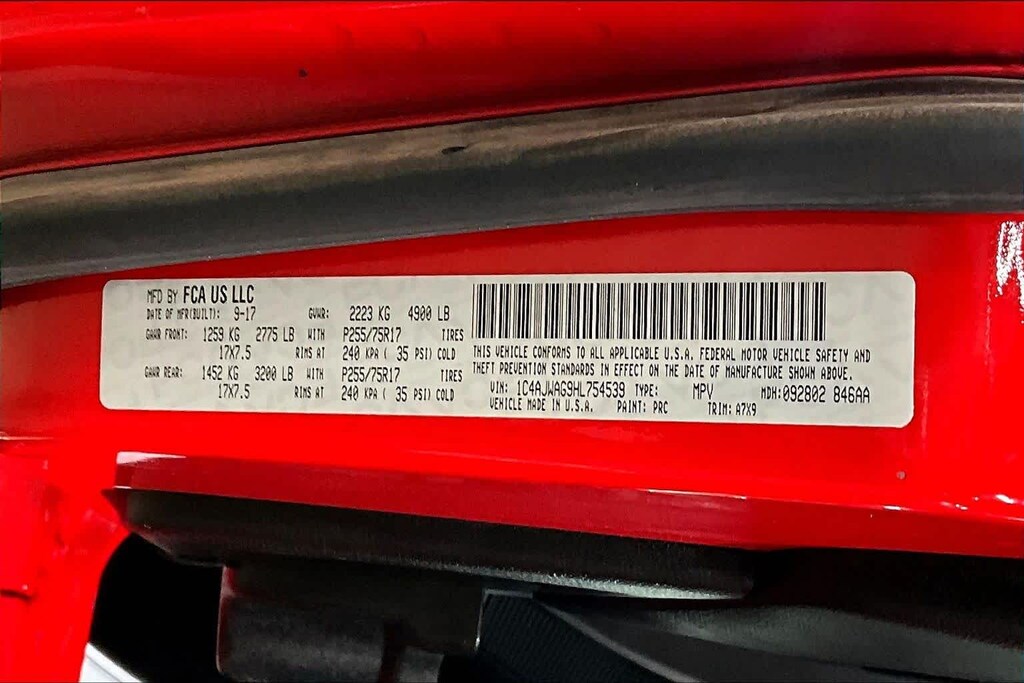 MFD BY FCA US LLC
DATE OF MFR(BUILT): 9-17 GVWR: 2223 KG 4900 LB
GAWR FRONT: 1259 KG 2775 LB WITH P255/75R17 TIRES
17X7.5 RIMS AT 240 KPA ( 35 PSI) COLD
GAWR REAR: 1452 KG 3200 LB WITH P255/75R17 TIRES
17X7.5 RIMS AT 240 KPA ( 35 PSI) COLD
THIS VEHICLE CONFORMS TO ALL APPLICABLE U.S.A. FEDERAL MOTOR VEHICLE SAFETY AND
THEFT PREVENTION STANDARDS IN EFFECT ON THE DATE OF MANUFACTURE SHOWN ABOVE.
VIN: 1C4AJWAG9HL754539 TYPE: MPV MDH:092802 846AA
VEHICLE MADE IN U.S.A. PAINT: PRC TRIM: A7X9